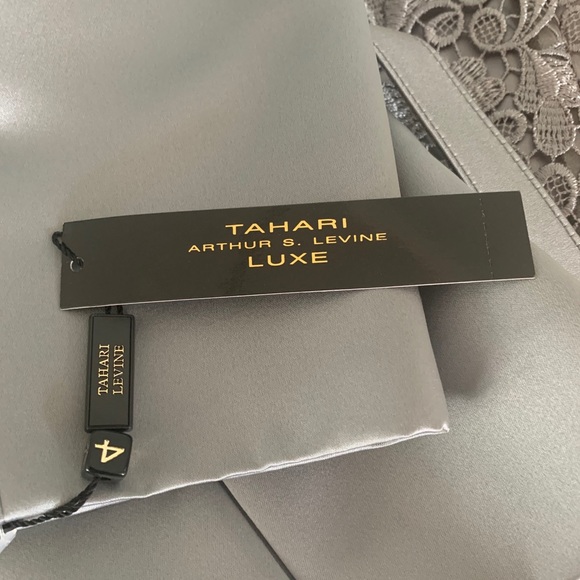 TAHARI
ARTHUR S. LEVINE
LUXE
TAHARI
LEVINE
4